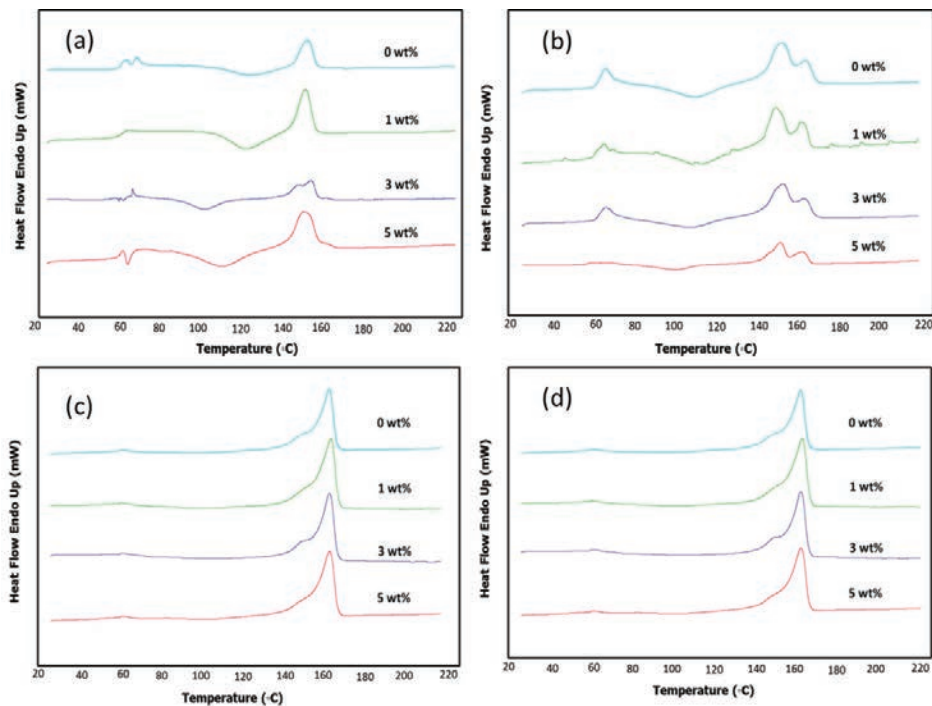 (a)
0 wt%
1 wt%
3 wt%
5 wt%
Heat Flow Endo Up (mW)
20 40 60 80 100 120 140 160 200 220
Temperature (◦C)
(b)
0 wt%
1 wt%
3 wt%
5 wt%
Heat Flow Endo Up (mW)
20 40 60 80 100 120 140 160 200 220
Temperature (◦C)
(c)
0 wt%
1 wt%
3 wt%
5 wt%
Heat Flow Endo Up (mW)
20 40 60 80 100 120 140 160 200 220
Temperature (◦C)
(d)
0 wt%
1 wt%
3 wt%
5 wt%
Heat Flow Endo Up (mW)
20 40 60 80 100 120 140 160 200 220
Temperature (◦C)